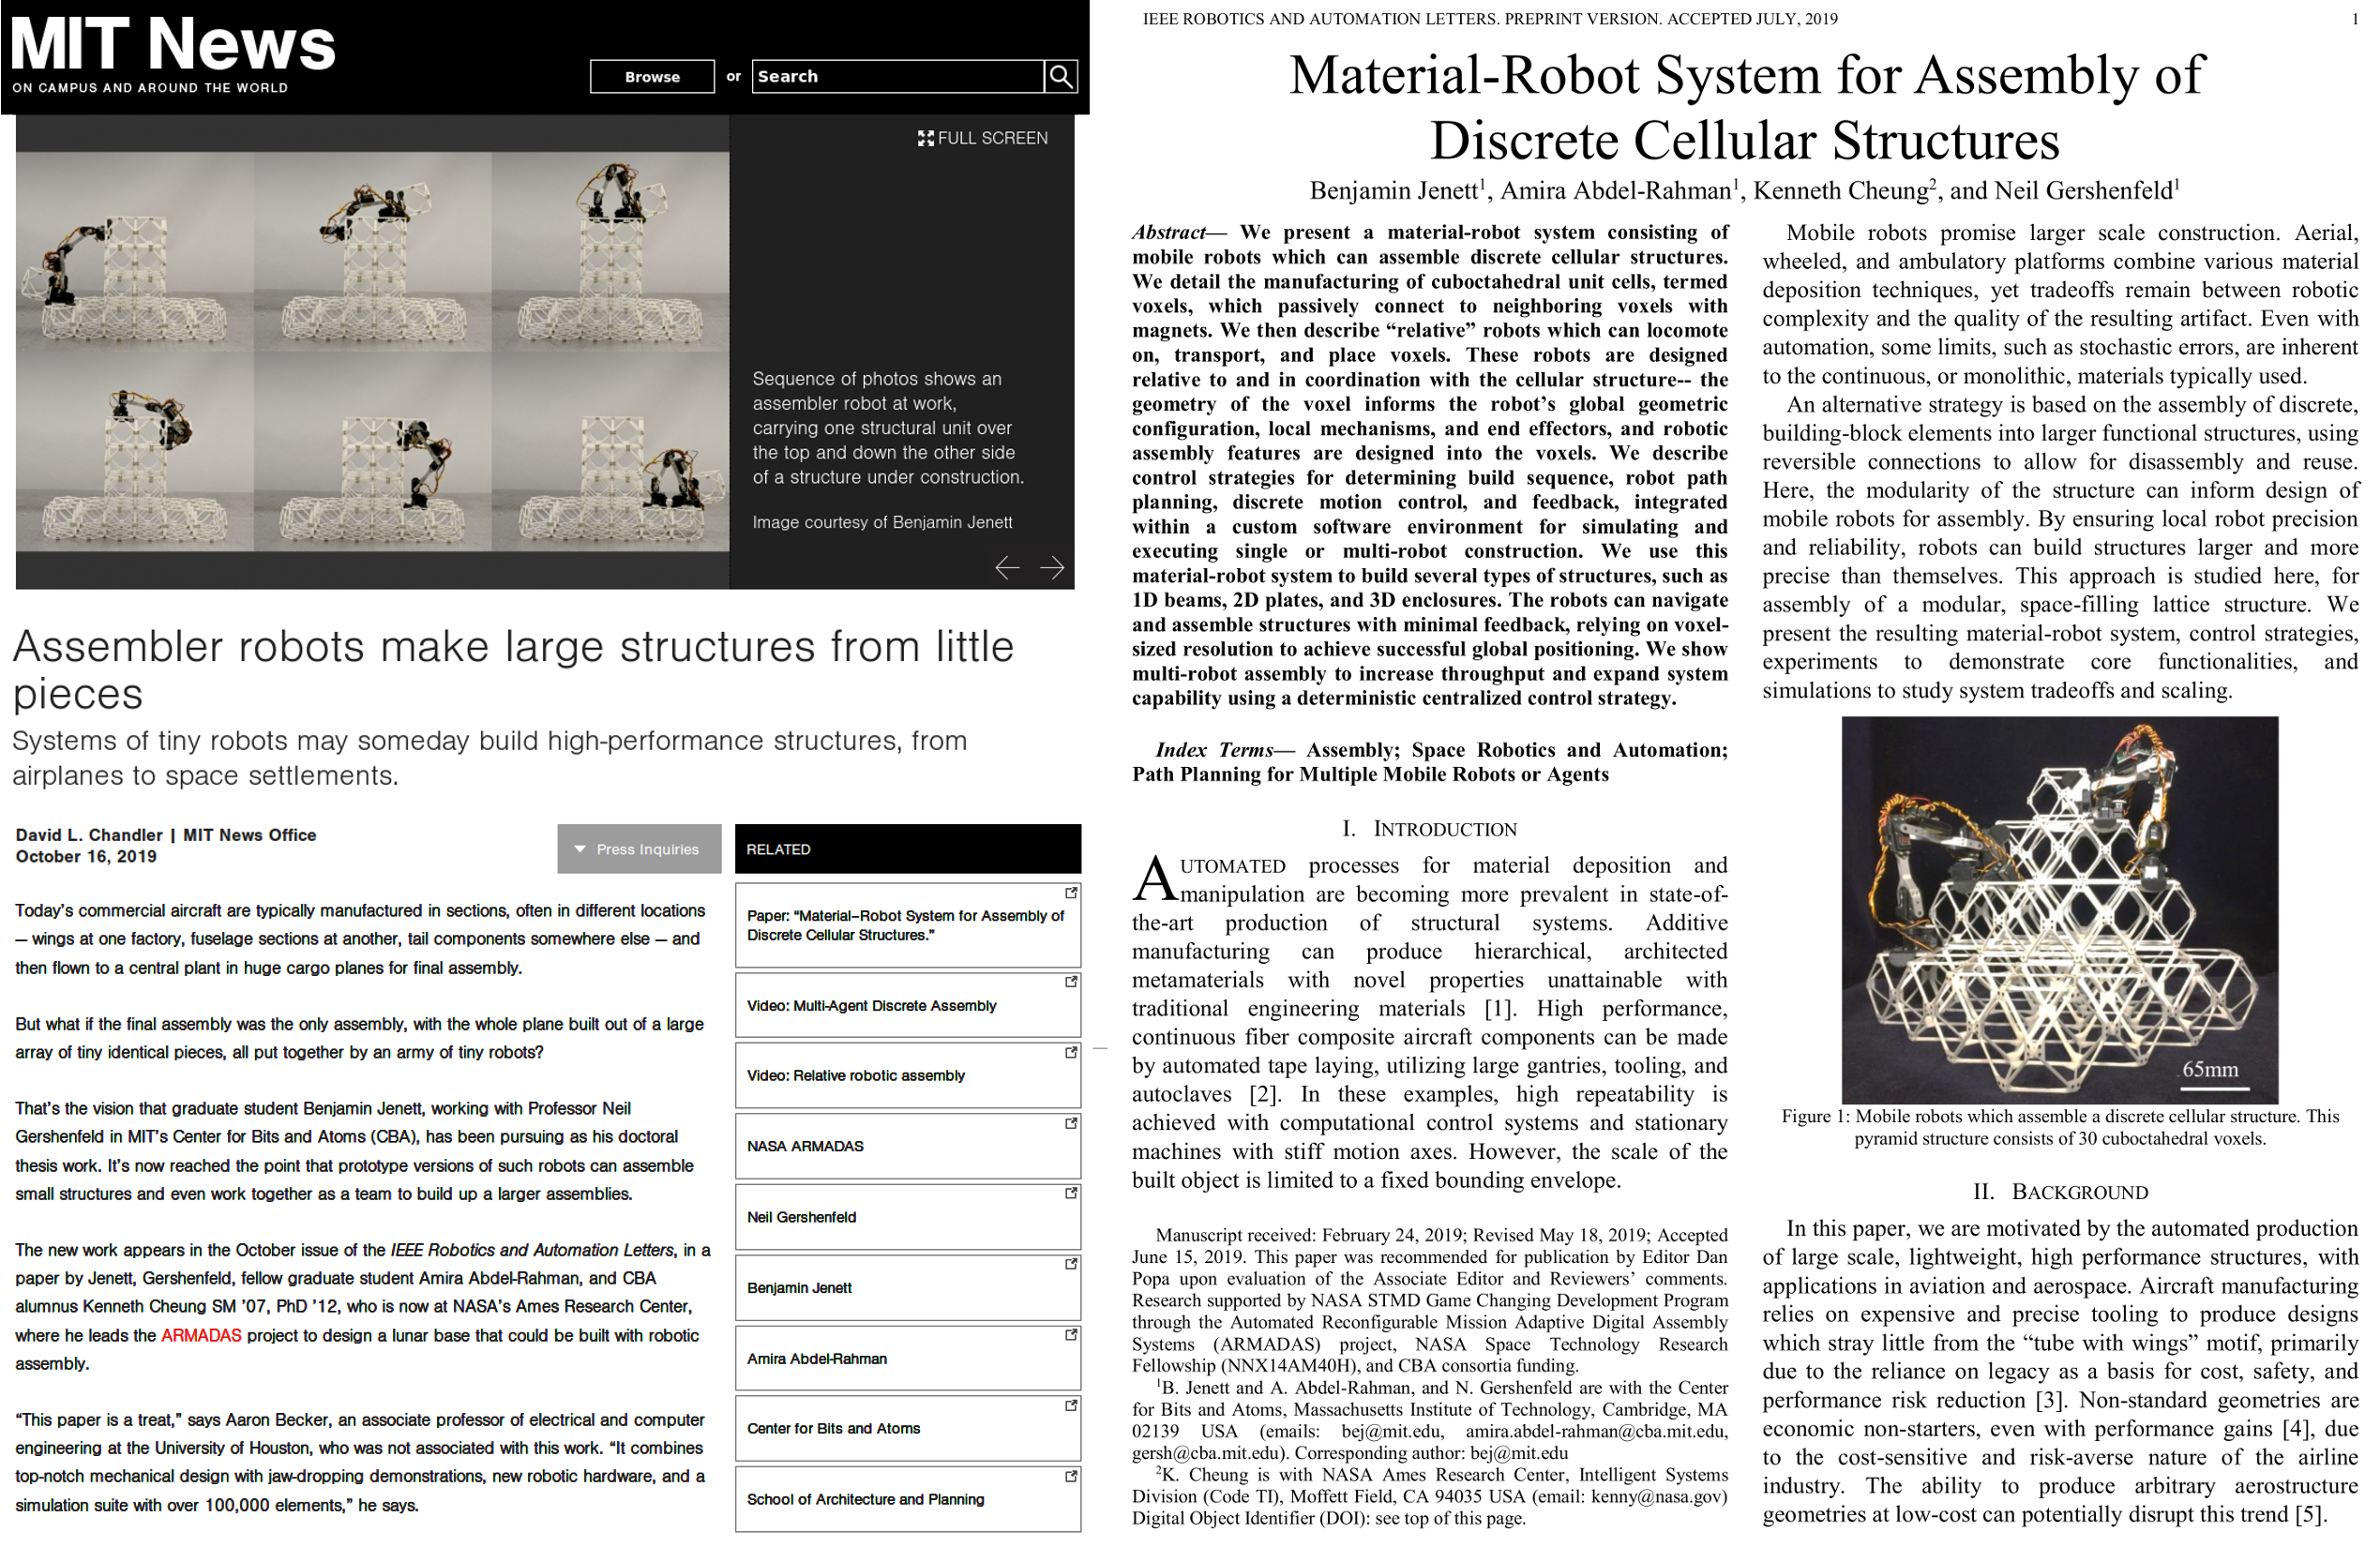 MIT News
ON CAMPUS AND AROUND THE WORLD
Browse
or
Search
FULL SCREEN
Sequence of photos shows an
assembler robot at work,
carrying one structural unit over
the top and down the other side
of a structure under construction.
Image courtesy of Benjamin Jenett
Assembler robots make large structures from little
pieces
Systems of tiny robots may someday build high-performance structures, from
airplanes to space settlements.
David L. Chandler | MIT News Office
October 16, 2019
Press Inquiries
Today's commercial aircraft are typically manufactured in sections, often in different locations
— wings at one factory, fuselage sections at another, tail components somewhere else — and
then flown to a central plant in huge cargo planes for final assembly.
But what if the final assembly was the only assembly, with the whole plane built out of a large
array of tiny identical pieces, all put together by an army of tiny robots?
That's the vision that graduate student Benjamin Jenett, working with Professor Neil
Gershenfeld in MIT's Center for Bits and Atoms (CBA), has been pursuing as his doctoral
thesis work. It's now reached the point that prototype versions of such robots can assemble
small structures and even work together as a team to build up a larger assemblies.
The new work appears in the October issue of the IEEE Robotics and Automation Letters, in a
paper by Jenett, Gershenfeld, fellow graduate student Amira Abdel-Rahman, and CBA
alumnus Kenneth Cheung SM '07, PhD '12, who is now at NASA's Ames Research Center,
where he leads the ARMADAS project to design a lunar base that could be built with robotic
assembly.
“This paper is a treat,” says Aaron Becker, an associate professor of electrical and computer
engineering at the University of Houston, who was not associated with this work. “It combines
top-notch mechanical design with jaw-dropping demonstrations, new robotic hardware, and a
simulation suite with over 100,000 elements,” he says.
RELATED
Paper: “Material–Robot System for Assembly of
Discrete Cellular Structures.”
Video: Multi-Agent Discrete Assembly
Video: Relative robotic assembly
NASA ARMADAS
Neil Gershenfeld
Benjamin Jenett
Amira Abdel-Rahman
Center for Bits and Atoms
School of Architecture and Planning
IEEE ROBOTICS AND AUTOMATION LETTERS. PREPRINT VERSION. ACCEPTED JULY, 2019
1
Material-Robot System for Assembly of
Discrete Cellular Structures
Benjamin Jenett1, Amira Abdel-Rahman1, Kenneth Cheung2, and Neil Gershenfeld1
Abstract— We present a material-robot system consisting of
mobile robots which can assemble discrete cellular structures.
We detail the manufacturing of cuboctahedral unit cells, termed
voxels, which passively connect to neighboring voxels with
magnets. We then describe “relative” robots which can locomote
on, transport, and place voxels. These robots are designed
relative to and in coordination with the cellular structure-- the
geometry of the voxel informs the robot's global geometric
configuration, local mechanisms, and end effectors, and robotic
assembly features are designed into the voxels. We describe
control strategies for determining build sequence, robot path
planning, discrete motion control, and feedback, integrated
within a custom software environment for simulating and
executing single or multi-robot construction. We use this
material-robot system to build several types of structures, such as
1D beams, 2D plates, and 3D enclosures. The robots can navigate
and assemble structures with minimal feedback, relying on voxel-
sized resolution to achieve successful global positioning. We show
multi-robot assembly to increase throughput and expand system
capability using a deterministic centralized control strategy.
Index Terms— Assembly; Space Robotics and Automation;
Path Planning for Multiple Mobile Robots or Agents
I. INTRODUCTION
AUTOMATED processes for material deposition and
manipulation are becoming more prevalent in state-of-
the-art production of structural systems. Additive
manufacturing can produce hierarchical, architected
metamaterials with novel properties unattainable with
traditional engineering materials [1]. High performance,
continuous fiber composite aircraft components can be made
by automated tape laying, utilizing large gantries, tooling, and
autoclaves [2]. In these examples, high repeatability is
achieved with computational control systems and stationary
machines with stiff motion axes. However, the scale of the
built object is limited to a fixed bounding envelope.
Manuscript received: February 24, 2019; Revised May 18, 2019; Accepted
June 15, 2019. This paper was recommended for publication by Editor Dan
Popa upon evaluation of the Associate Editor and Reviewers' comments.
Research supported by NASA STMD Game Changing Development Program
through the Automated Reconfigurable Mission Adaptive Digital Assembly
Systems (ARMADAS) project, NASA Space Technology Research
Fellowship (NNX14AM40H), and CBA consortia funding.
1B. Jenett and A. Abdel-Rahman, and N. Gershenfeld are with the Center
for Bits and Atoms, Massachusetts Institute of Technology, Cambridge, MA
02139 USA (emails: bej@mit.edu, amira.abdel-rahman@cba.mit.edu,
gersh@cba.mit.edu). Corresponding author: bej@mit.edu
2K. Cheung is with NASA Ames Research Center, Intelligent Systems
Division (Code TI), Moffett Field, CA 94035 USA (email: kenny@nasa.gov)
Digital Object Identifier (DOI): see top of this page.
Mobile robots promise larger scale construction. Aerial,
wheeled, and ambulatory platforms combine various material
deposition techniques, yet tradeoffs remain between robotic
complexity and the quality of the resulting artifact. Even with
automation, some limits, such as stochastic errors, are inherent
to the continuous, or monolithic, materials typically used.
An alternative strategy is based on the assembly of discrete,
building-block elements into larger functional structures, using
reversible connections to allow for disassembly and reuse.
Here, the modularity of the structure can inform design of
mobile robots for assembly. By ensuring local robot precision
and reliability, robots can build structures larger and more
precise than themselves. This approach is studied here, for
assembly of a modular, space-filling lattice structure. We
present the resulting material-robot system, control strategies,
experiments to demonstrate core functionalities, and
simulations to study system tradeoffs and scaling.
65mm
Figure 1: Mobile robots which assemble a discrete cellular structure. This
pyramid structure consists of 30 cuboctahedral voxels.
II. BACKGROUND
In this paper, we are motivated by the automated production
of large scale, lightweight, high performance structures, with
applications in aviation and aerospace. Aircraft manufacturing
relies on expensive and precise tooling to produce designs
which stray little from the “tube with wings” motif, primarily
due to the reliance on legacy as a basis for cost, safety, and
performance risk reduction [3]. Non-standard geometries are
economic non-starters, even with performance gains [4], due
to the cost-sensitive and risk-averse nature of the airline
industry. The ability to produce arbitrary aerostructure
geometries at low-cost can potentially disrupt this trend [5].